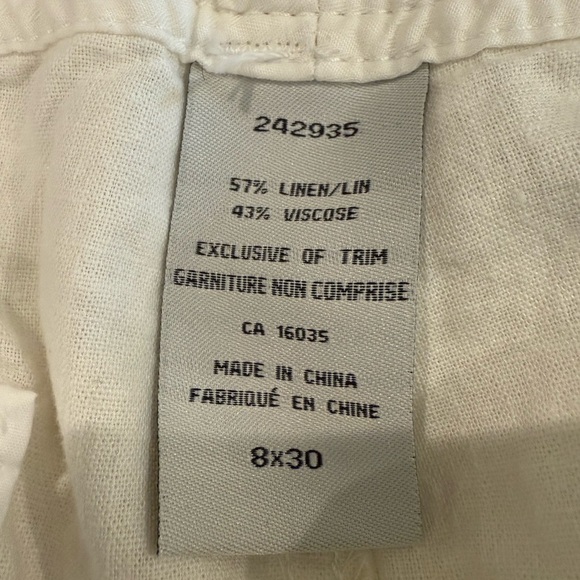 242935
57% LINEN/LIN
43% VISCOSE
EXCLUSIVE OF TRIM
GARNITURE NON COMPRISE
CA 16035
MADE IN CHINA
FABRIQUÉ EN CHINE
8x30